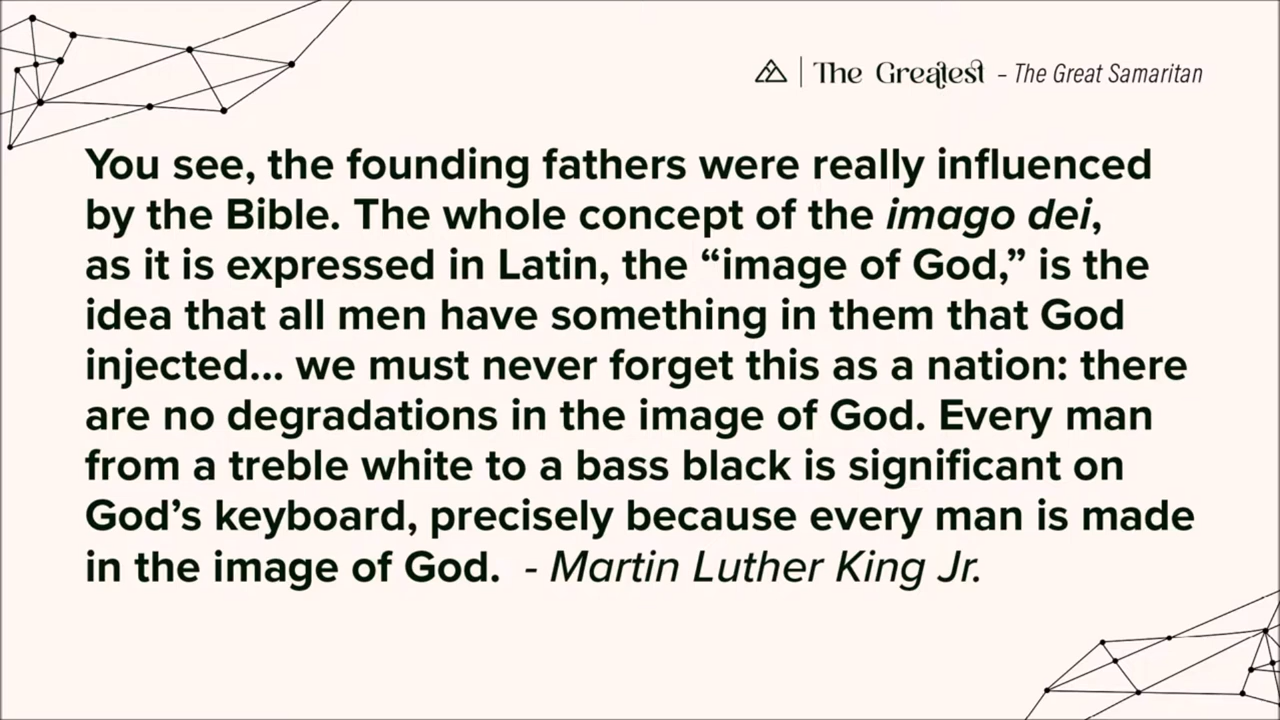 The Greatest – The Great Samaritan
You see, the founding fathers were really influenced
by the Bible. The whole concept of the imago dei,
as it is expressed in Latin, the “image of God,” is the
idea that all men have something in them that God
injected... we must never forget this as a nation: there
are no degradations in the image of God. Every man
from a treble white to a bass black is significant on
God’s keyboard, precisely because every man is made
in the image of God. - Martin Luther King Jr.